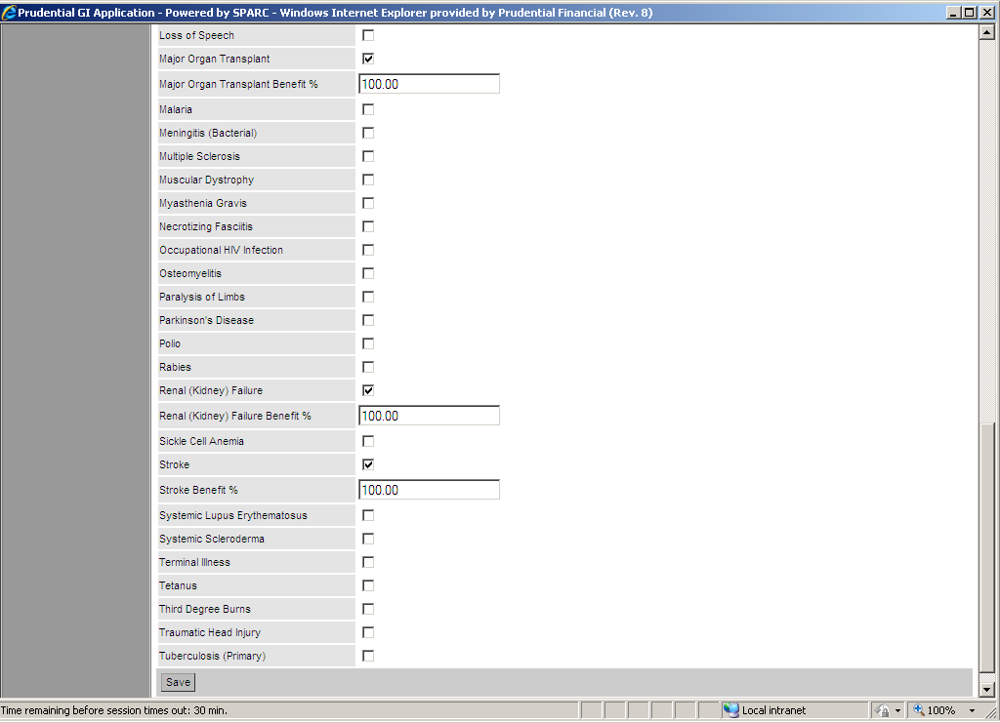 Prudential GI Application - Powered by SPARC - Windows Internet Explorer provided by Prudential Financial (Rev. 8)
Loss of Speech
Major Organ Transplant
Major Organ Transplant Benefit % 100.00
Malaria
Meningitis (Bacterial)
Multiple Sclerosis
Muscular Dystrophy
Myasthenia Gravis
Necrotizing Fasciitis
Occupational HIV Infection
Osteomyelitis
Paralysis of Limbs
Parkinson's Disease
Polio
Rabies
Renal (Kidney) Failure
Renal (Kidney) Failure Benefit % 100.00
Sickle Cell Anemia
Stroke
Stroke Benefit % 100.00
Systemic Lupus Erythematosus
Systemic Scleroderma
Terminal Illness
Tetanus
Third Degree Burns
Traumatic Head Injury
Tuberculosis (Primary)
Save
Time remaining before session times out: 30 min. Local intranet 100%